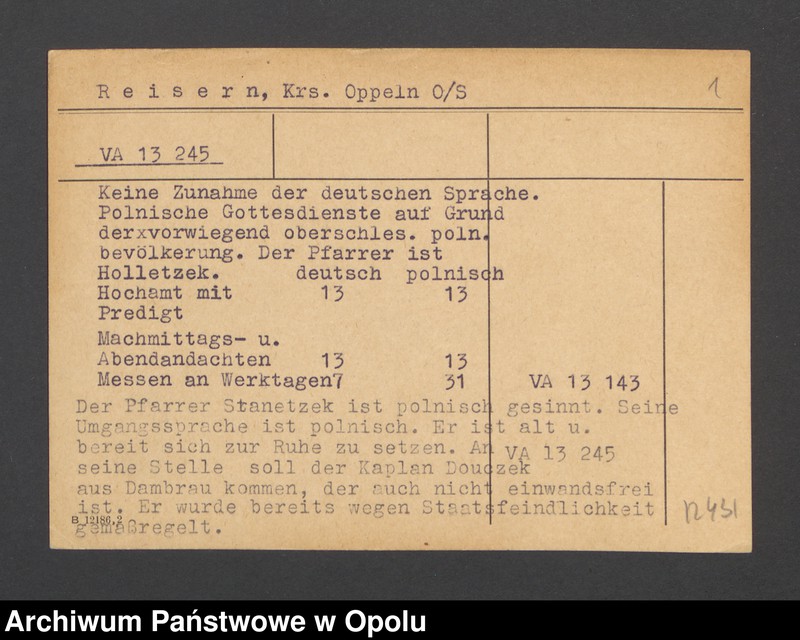 R e i s e r n, Krs. Oppeln O/S
1
VA 13 245
Keine Zunahme der deutschen Sprache.
Polnische Gottesdienste auf Grund
derxvorwiegend oberschles. poln.
bevölkerung. Der Pfarrer ist
Holletzek. deutsch polnisch
Hochamt mit 13 13
Predigt
Machmittags- u.
Abendandachten 13 13
Messen an Werktagen7 31 VA 13 143
Der Pfarrer Stanetzek ist polnisch gesinnt. Seine
Umgangssprache ist polnisch. Er ist alt u.
bereit sich zur Ruhe zu setzen. An VA 13 245
seine Stelle soll der Kaplan Douczek
aus Dambrau kommen, der auch nicht einwandsfrei
ist. Er wurde bereits wegen Staatsfeindlichkeit
gemaßregelt.
B 12186.2
12431
Archiwum Państwowe w Opolu